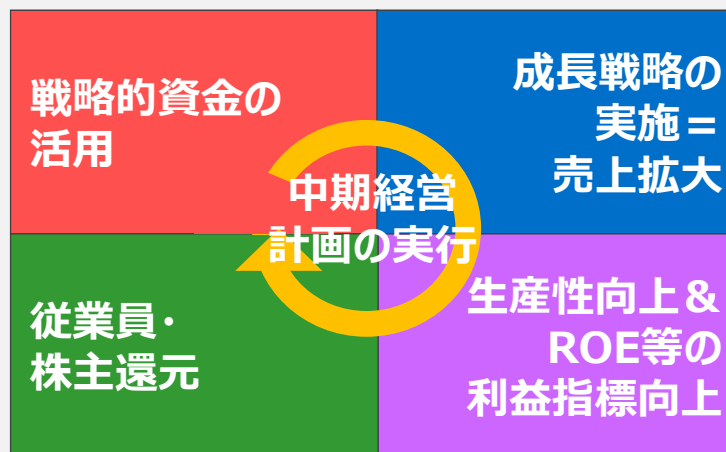 戦略的資金の
活用
成長戦略の
実施＝
売上拡大
中期経営
計画の実行
従業員・
株主還元
生産性向上＆
ROE等の
利益指標向上